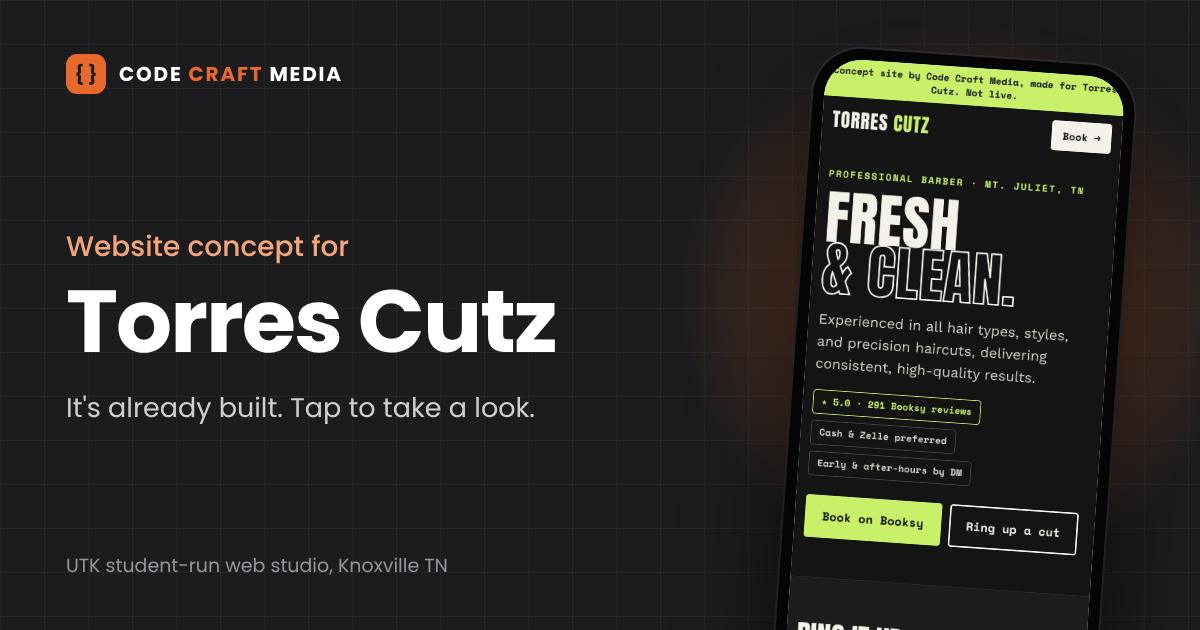 { } CODE CRAFT MEDIA
Website concept for
Torres Cutz
It's already built. Tap to take a look.
UTK student-run web studio, Knoxville TN
Concept site by Code Craft Media, made for Torres
Cutz. Not live.
TORRES CUTZ
Book →
PROFESSIONAL BARBER · MT. JULIET, TN
FRESH
& CLEAN.
Experienced in all hair types, styles,
and precision haircuts, delivering
consistent, high-quality results.
★ 5.0 · 291 Booksy reviews
Cash & Zelle preferred
Early & after-hours by DM
Book on Booksy
Ring up a cut